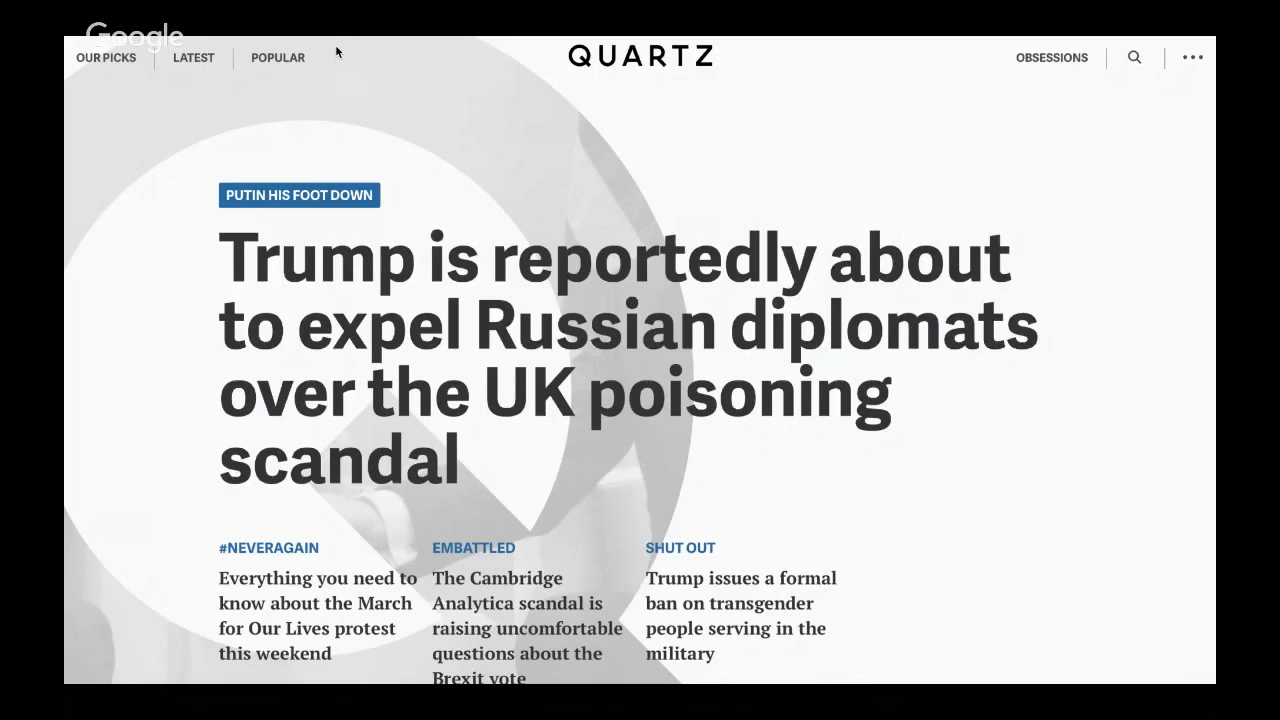 Google
OUR PICKS LATEST POPULAR QUARTZ OBSESSIONS
PUTIN HIS FOOT DOWN
Trump is reportedly about
to expel Russian diplomats
over the UK poisoning
scandal
#NEVERAGAIN
Everything you need to
know about the March
for Our Lives protest
this weekend
EMBATTLED
The Cambridge
Analytica scandal is
raising uncomfortable
questions about the
Brexit vote
SHUT OUT
Trump issues a formal
ban on transgender
people serving in the
military